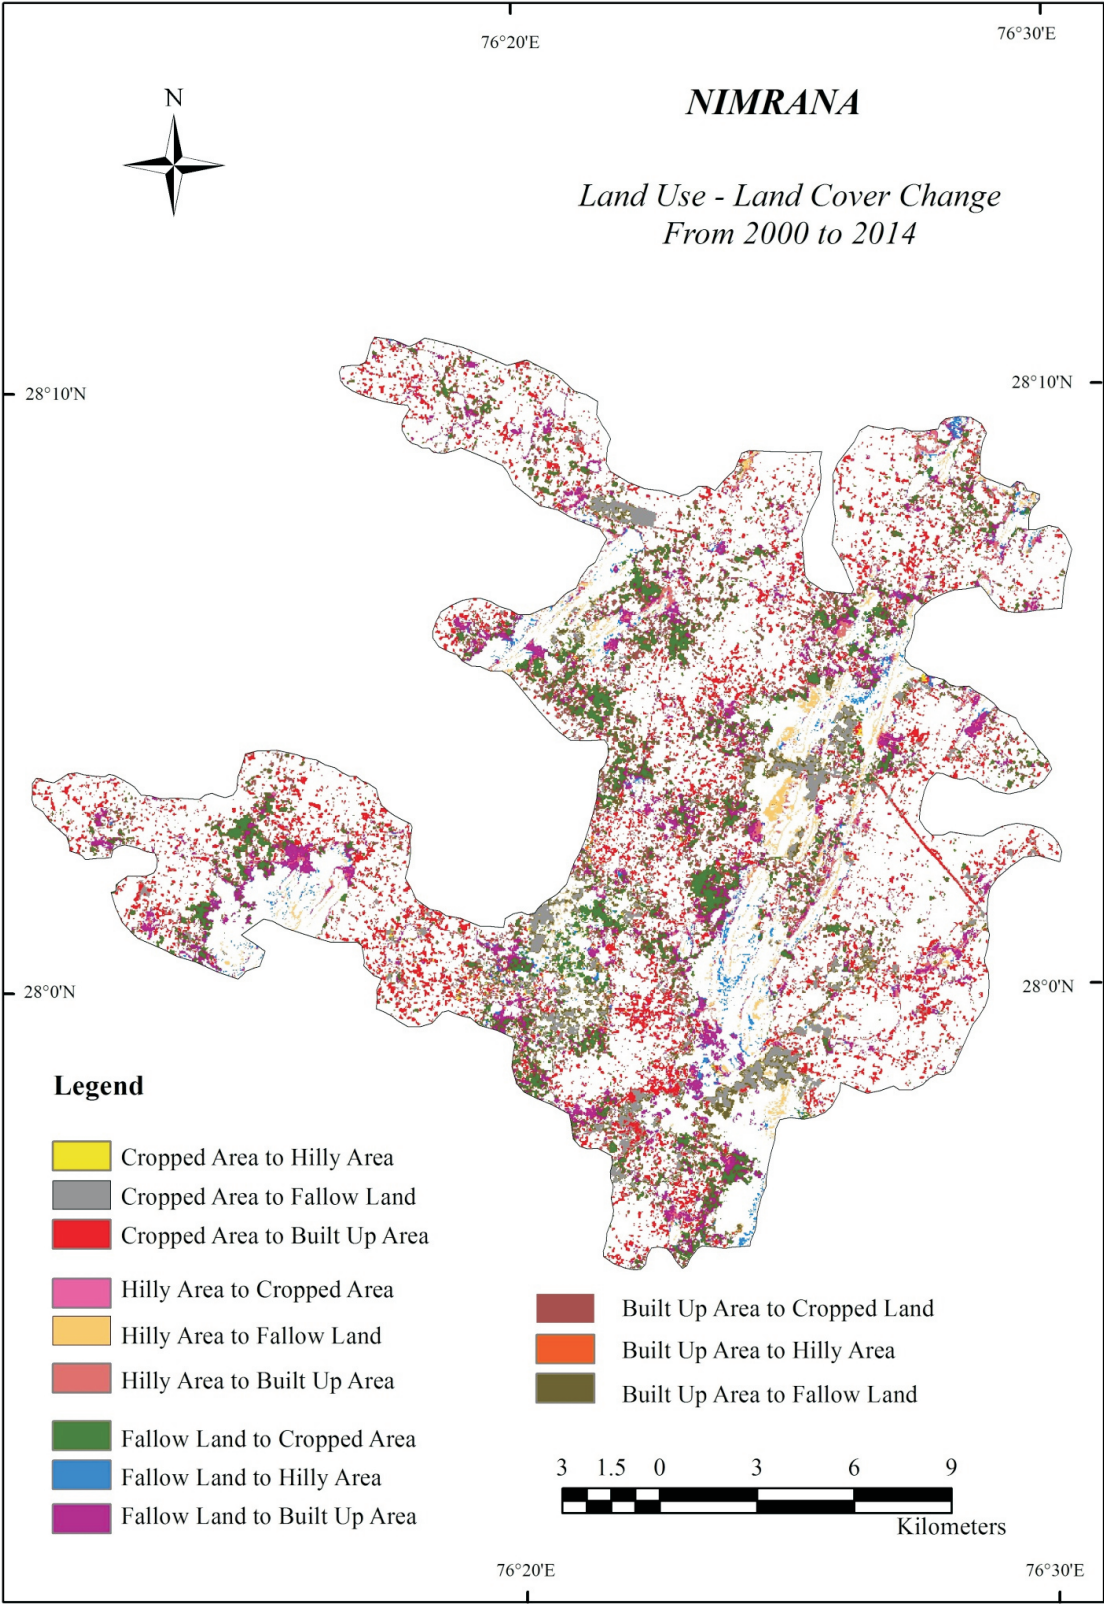 76°20'E
76°30'E
N
NIMRANA
Land Use - Land Cover Change
From 2000 to 2014
28°10'N
28°10'N
28°0'N
28°0'N
Legend
Cropped Area to Hilly Area
Cropped Area to Fallow Land
Cropped Area to Built Up Area
Hilly Area to Cropped Area
Hilly Area to Fallow Land
Hilly Area to Built Up Area
Fallow Land to Cropped Area
Fallow Land to Hilly Area
Fallow Land to Built Up Area
Built Up Area to Cropped Land
Built Up Area to Hilly Area
Built Up Area to Fallow Land
3 1.5 0 3 6 9
Kilometers
76°20'E
76°30'E